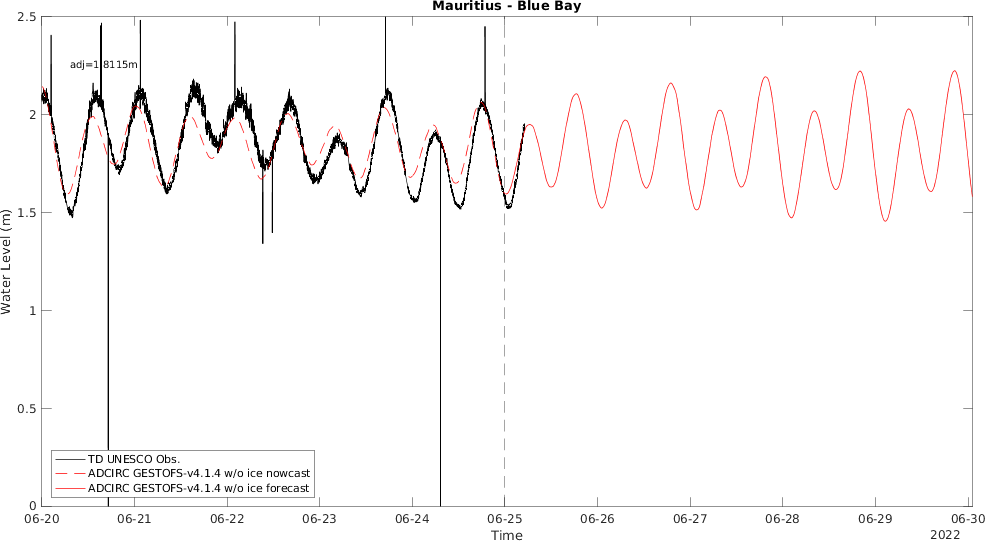 Mauritius - Blue Bay
2.5
adj=1.8115m
2
1.5
Water Level (m)
1
0.5
TD UNESCO Obs.
ADCIRC GESTOFS-v4.1.4 w/o ice nowcast
ADCIRC GESTOFS-v4.1.4 w/o ice forecast
0
06-20 06-21 06-22 06-23 06-24 06-25 06-26 06-27 06-28 06-29 06-30
Time
2022